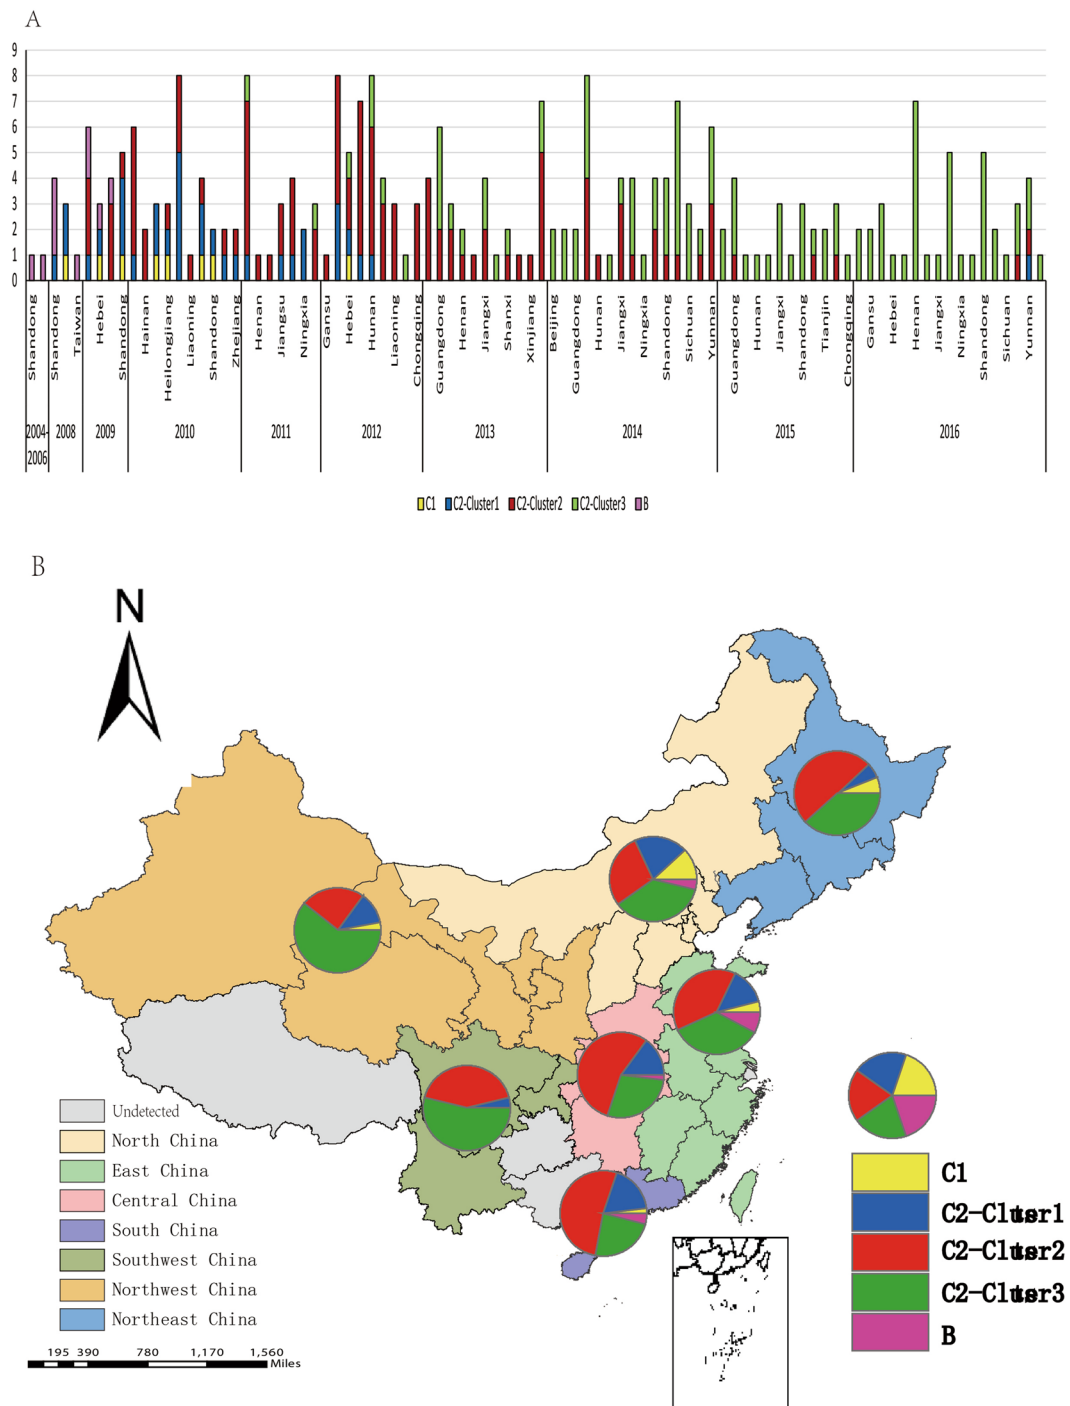 A
9
8
7
6
5
4
3
2
1
0
Shandong
Shandong
Taiwan
Hebei
Shandong
Hainan
Heilongjiang
Liaoning
Shandong
Zhejiang
Henan
Jiangsu
Ningxia
Gansu
Hebei
Hunan
Liaoning
Chongqing
Guangdong
Henan
Jiangxi
Shanxi
Xinjiang
Beijing
Guangdong
Hunan
Jiangxi
Ningxia
Shandong
Sichuan
Yunnan
Guangdong
Hunan
Jiangxi
Shandong
Tianjin
Chongqing
Gansu
Hebei
Henan
Jiangxi
Ningxia
Shandong
Sichuan
Yunnan
2004-
2006
2008
2009
2010
2011
2012
2013
2014
2015
2016
C1 C2-Cluster1 C2-Cluster2 C2-Cluster3 B
B
N
Undetected
North China
East China
Central China
South China
Southwest China
Northwest China
Northeast China
195 390 780 1,170 1,560
Miles
C1
C2-Cluster1
C2-Cluster2
C2-Cluster3
B